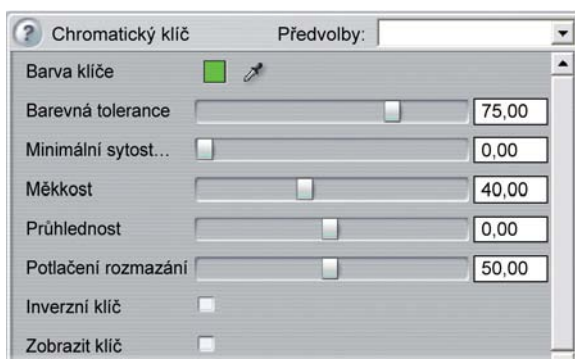 ? Chromatický klíč Předvolby:
Barva klíče
Barevná tolerance 75,00
Minimální sytost... 0,00
Měkkost 40,00
Průhlednost 0,00
Potlačení rozmazání 50,00
Inverzní klíč
Zobrazit klíč